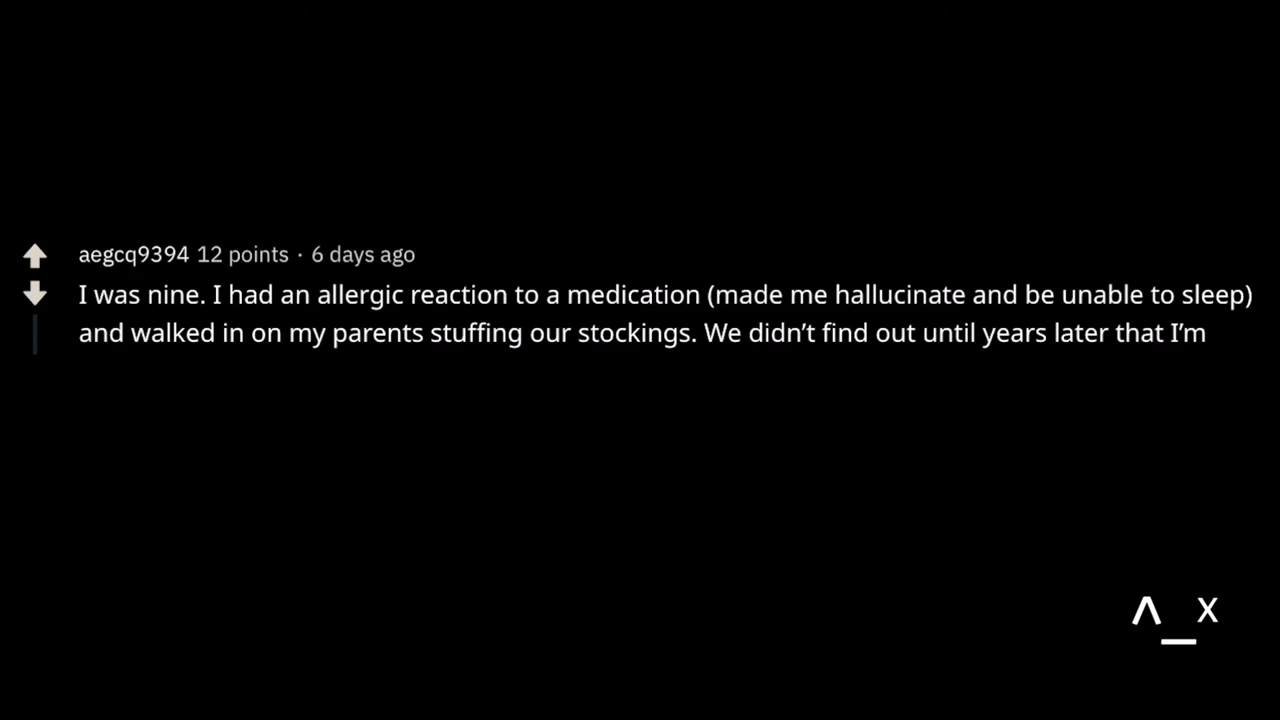 aegcq9394 12 points · 6 days ago
I was nine. I had an allergic reaction to a medication (made me hallucinate and be unable to sleep)
and walked in on my parents stuffing our stockings. We didn’t find out until years later that I’m
^_x